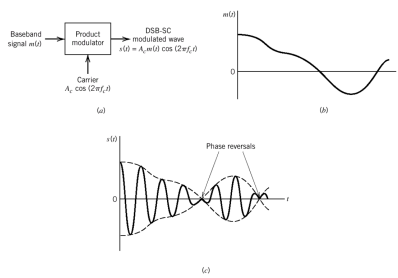 Baseband
signal m(t)
Product
modulator
DSB-SC
modulated wave
s(t) = A_c m(t) cos (2πf_c t)
Carrier
A_c cos (2πf_c t)
(a)
m(t)
0
(b)
s(t)
Phase reversals
0
t
(c)